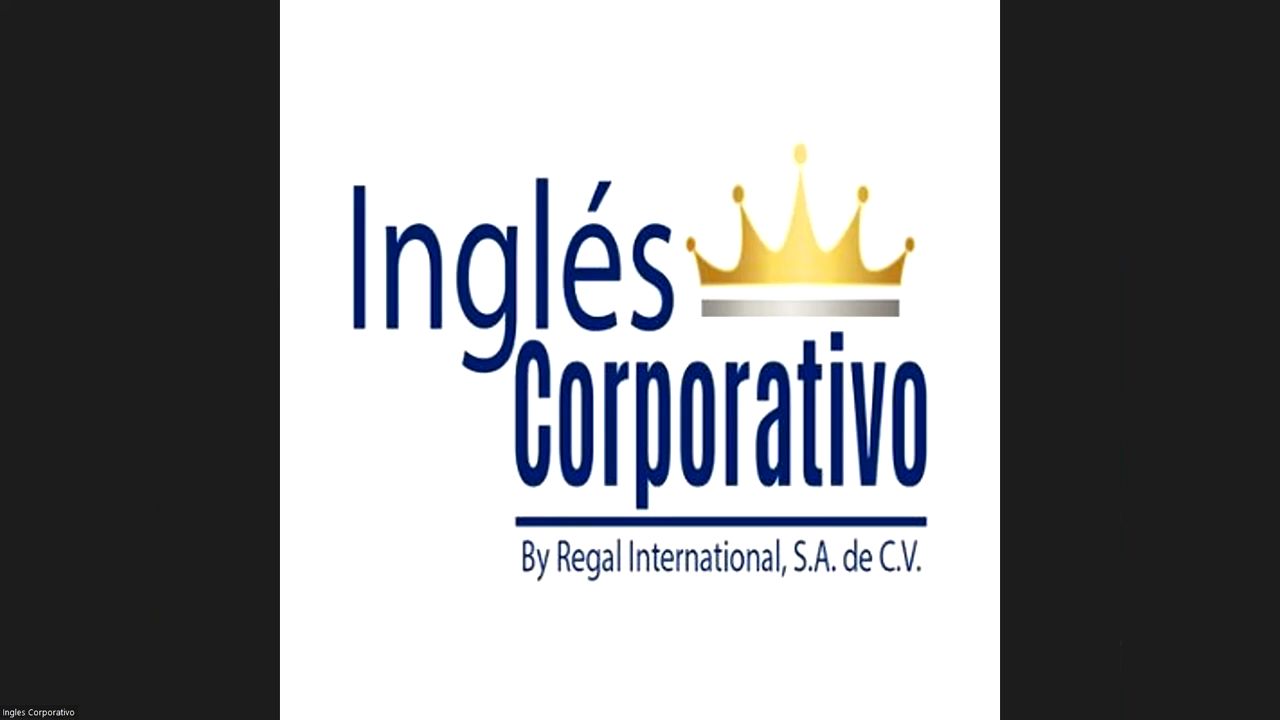 Inglés
Corporativo
By Regal International, S.A. de C.V.
Ingles Corporativo